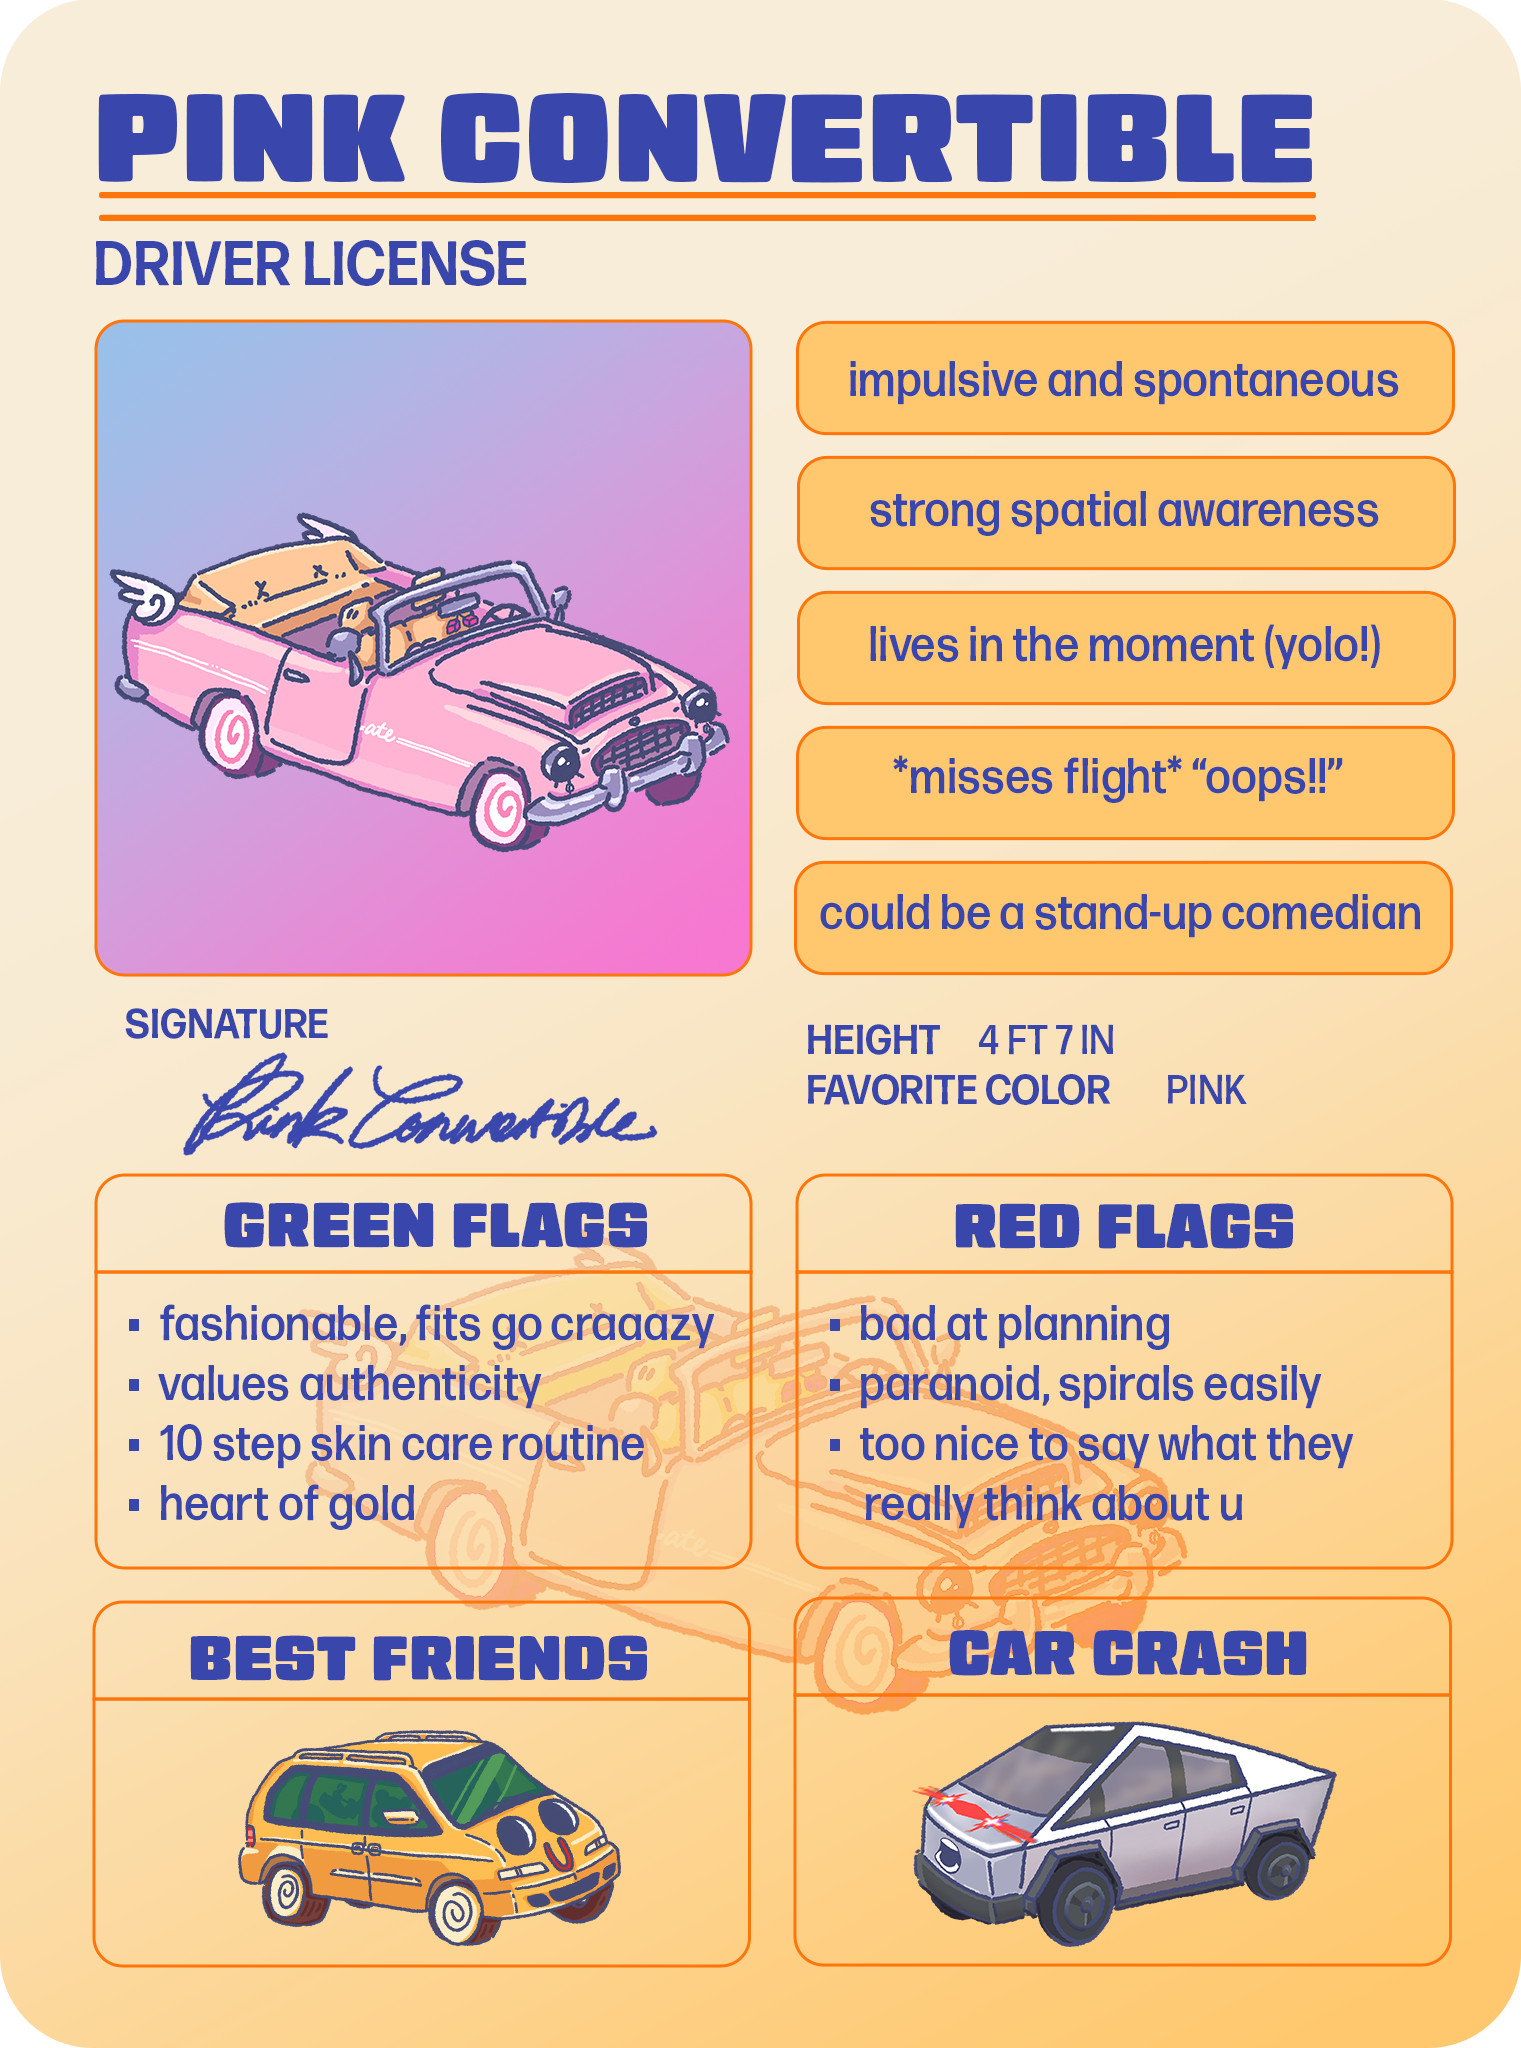 PINK CONVERTIBLE
DRIVER LICENSE
impulsive and spontaneous
strong spatial awareness
lives in the moment (yolo!)
*misses flight* “oops!!”
could be a stand-up comedian
ate
SIGNATURE
Pink Convertible
HEIGHT 4 FT 7 IN
FAVORITE COLOR PINK
GREEN FLAGS
▪ fashionable, fits go craaazy
▪ values authenticity
▪ 10 step skin care routine
▪ heart of gold
RED FLAGS
▪ bad at planning
▪ paranoid, spirals easily
▪ too nice to say what they
really think about u
ate
BEST FRIENDS
CAR CRASH